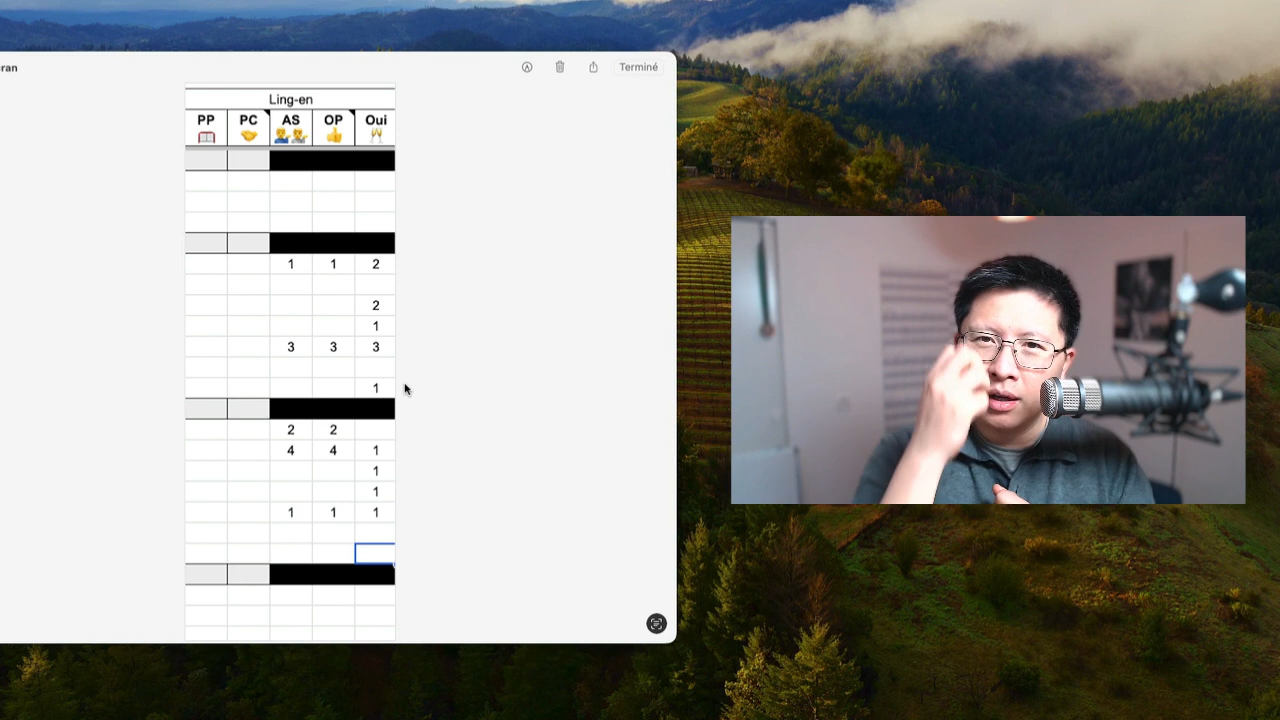 ran
Terminé
Ling-en
PP PC AS OP Oui
1 1 2
2
1
3 3 3
1
2 2
4 4 1
1
1
1 1 1